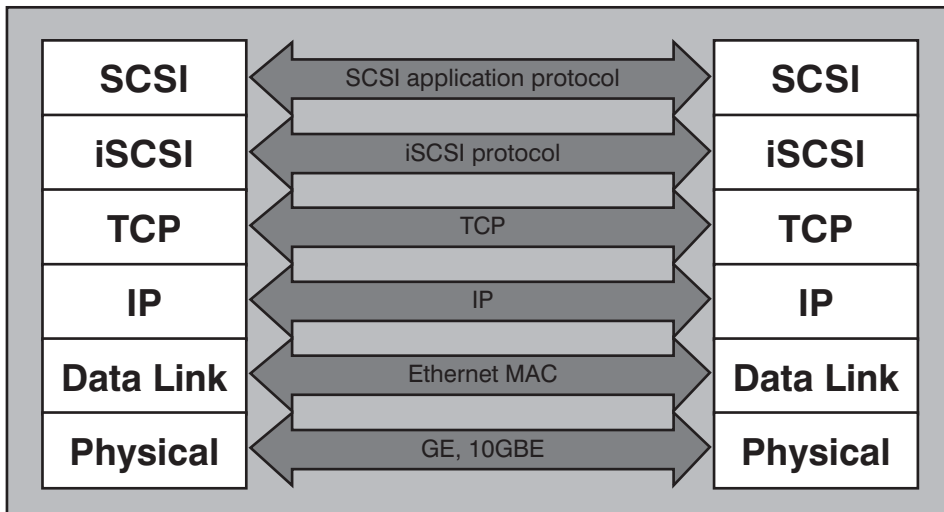 SCSI SCSI application protocol SCSI
iSCSI iSCSI protocol iSCSI
TCP TCP TCP
IP IP IP
Data Link Ethernet MAC Data Link
Physical GE, 10GBE Physical